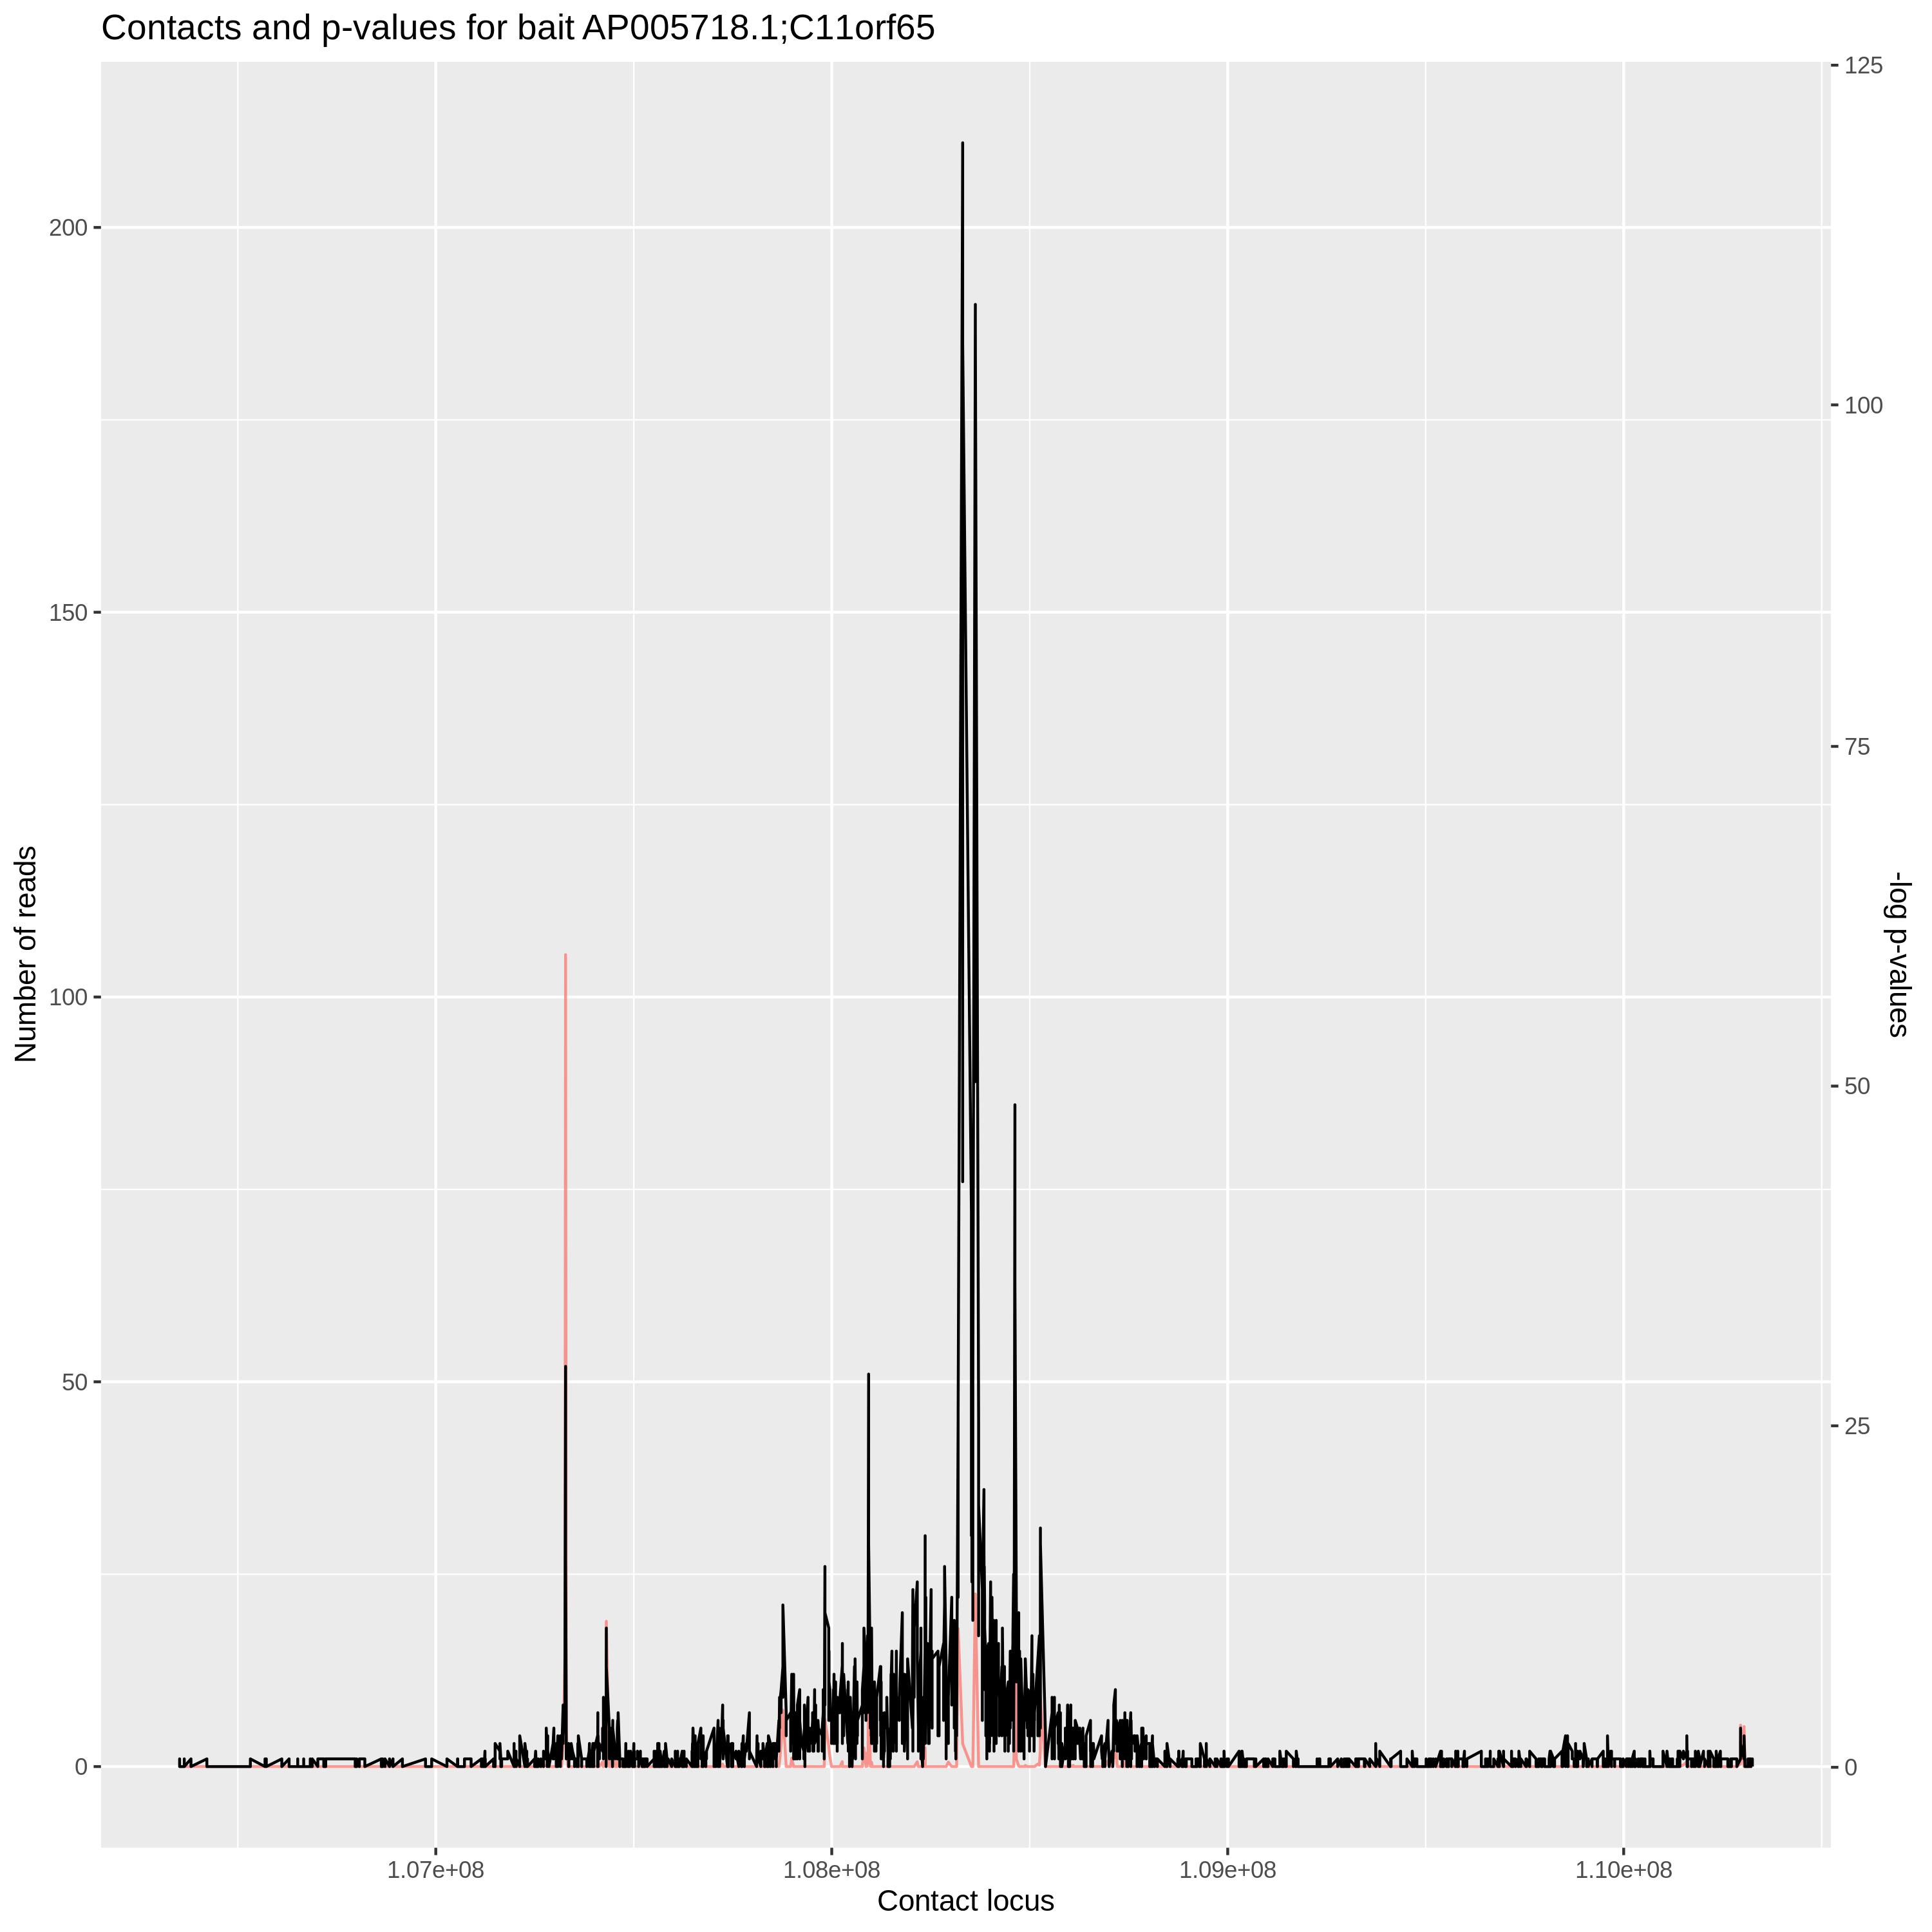 Contacts and p-values for bait AP005718.1;C11orf65
125
200
100
150
75
Number of reads
-log p-values
100
50
50
25
0
0
1.07e+08
1.08e+08
1.09e+08
1.10e+08
Contact locus